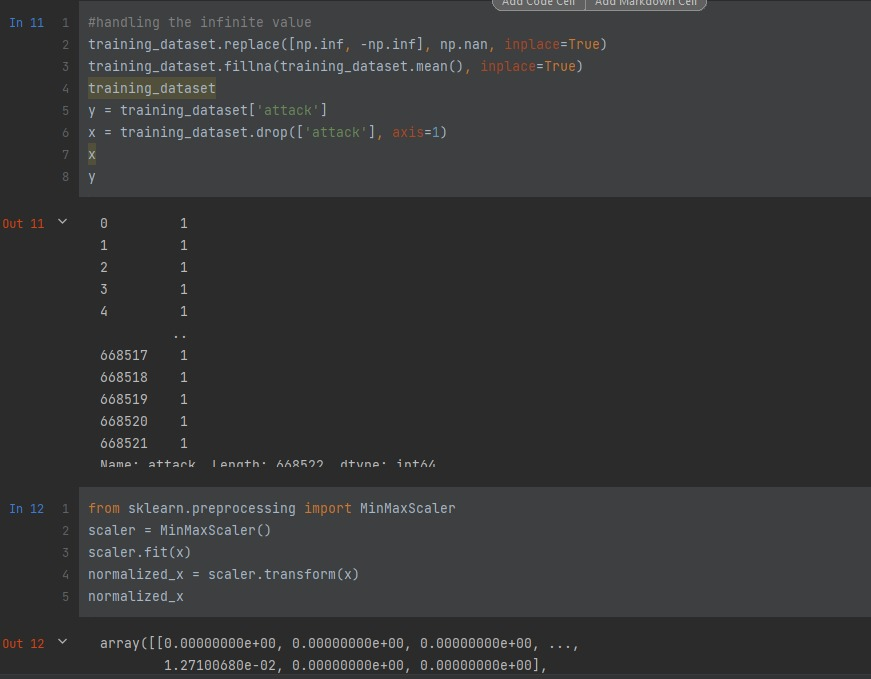 Add Code Cell Add Markdown Cell
In 11 1 #handling the infinite value
2 training_dataset.replace([np.inf, -np.inf], np.nan, inplace=True)
3 training_dataset.fillna(training_dataset.mean(), inplace=True)
4 training_dataset
5 y = training_dataset['attack']
6 x = training_dataset.drop(['attack'], axis=1)
7 x
8 y
Out 11 0 1
1 1
2 1
3 1
4 1
..
668517 1
668518 1
668519 1
668520 1
668521 1
Name: attack, Length: 668522, dtype: int64
In 12 1 from sklearn.preprocessing import MinMaxScaler
2 scaler = MinMaxScaler()
3 scaler.fit(x)
4 normalized_x = scaler.transform(x)
5 normalized_x
Out 12 array([[0.00000000e+00, 0.00000000e+00, 0.00000000e+00, ...,
1.27100680e-02, 0.00000000e+00, 0.00000000e+00],